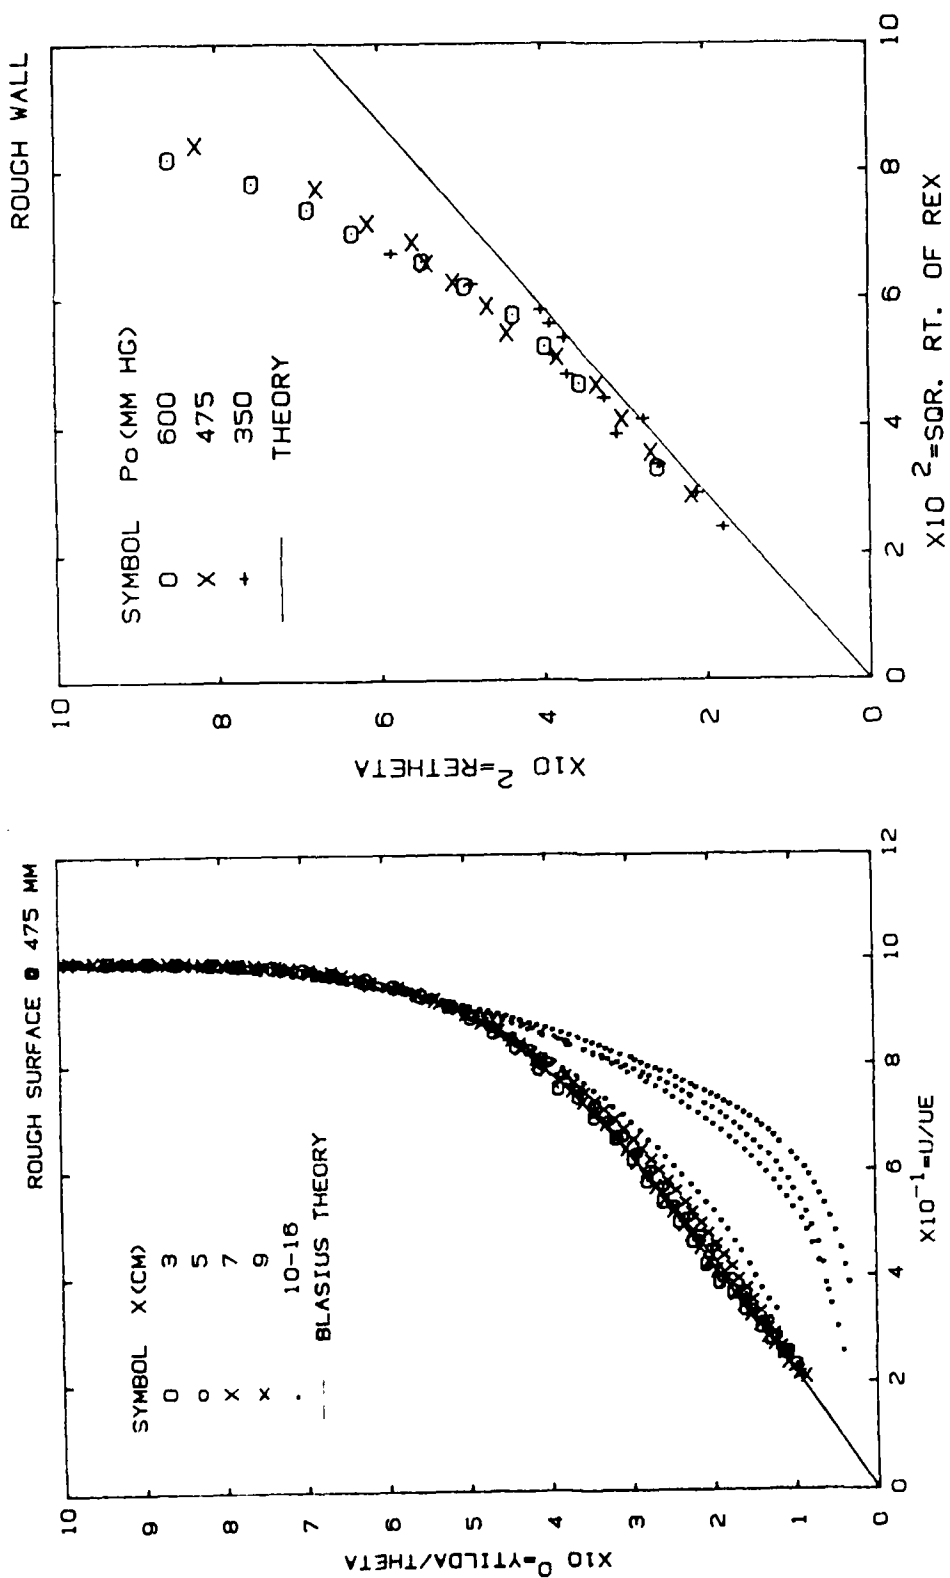 ROUGH SURFACE @ 475 MM
SYMBOL X(CM)
O 3
o 5
X 7
x 9
. 10-16
— BLASIUS THEORY
X10 0=YTILDA/THETA
10
9
8
7
6
5
4
3
2
1
0
0 2 4 6 8 10 12
X10-1=U/UE
ROUGH WALL
SYMBOL Po(MM HG)
O 600
X 475
+ 350
— THEORY
X10 2=RETHETA
10
8
6
4
2
0
0 2 4 6 8 10
X10 2=SQR. RT. OF REX